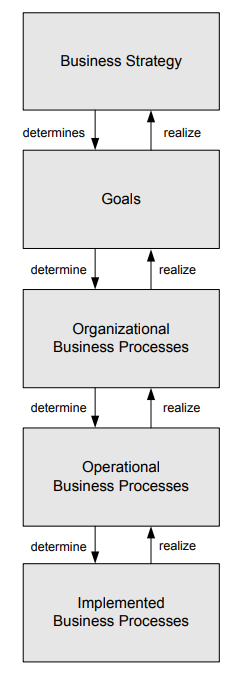 Business Strategy
determines
realize
Goals
determine
realize
Organizational
Business Processes
determine
realize
Operational
Business Processes
determine
realize
Implemented
Business Processes